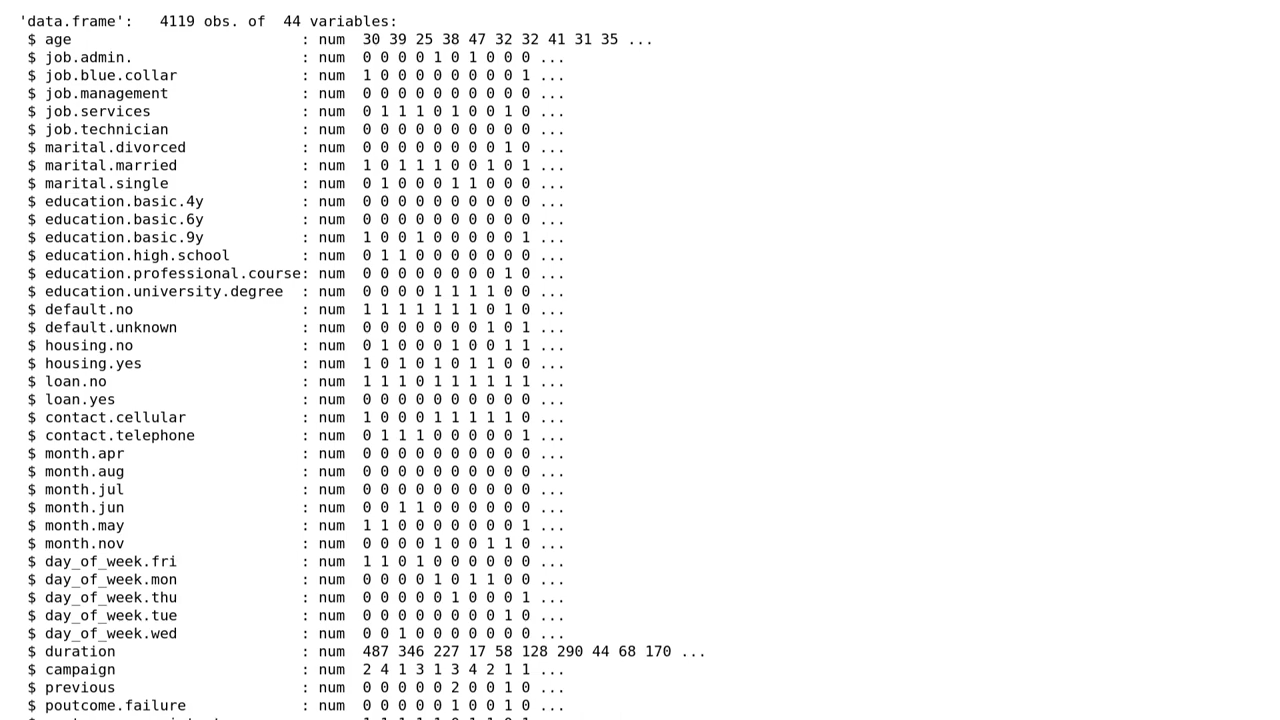 'data.frame':   4119 obs. of  44 variables:
 $ age                          : num  30 39 25 38 47 32 32 41 31 35 ...
 $ job.admin.                   : num  0 0 0 0 1 0 1 0 0 0 ...
 $ job.blue.collar              : num  1 0 0 0 0 0 0 0 0 1 ...
 $ job.management               : num  0 0 0 0 0 0 0 0 0 0 ...
 $ job.services                 : num  0 1 1 1 0 1 0 0 1 0 ...
 $ job.technician               : num  0 0 0 0 0 0 0 0 0 0 ...
 $ marital.divorced             : num  0 0 0 0 0 0 0 0 1 0 ...
 $ marital.married              : num  1 0 1 1 1 0 0 1 0 1 ...
 $ marital.single               : num  0 1 0 0 0 1 1 0 0 0 ...
 $ education.basic.4y           : num  0 0 0 0 0 0 0 0 0 0 ...
 $ education.basic.6y           : num  0 0 0 0 0 0 0 0 0 0 ...
 $ education.basic.9y           : num  1 0 0 1 0 0 0 0 0 1 ...
 $ education.high.school        : num  0 1 1 0 0 0 0 0 0 0 ...
 $ education.professional.course: num  0 0 0 0 0 0 0 0 1 0 ...
 $ education.university.degree  : num  0 0 0 0 1 1 1 1 0 0 ...
 $ default.no                   : num  1 1 1 1 1 1 1 0 1 0 ...
 $ default.unknown              : num  0 0 0 0 0 0 0 1 0 1 ...
 $ housing.no                   : num  0 1 0 0 0 1 0 0 1 1 ...
 $ housing.yes                  : num  1 0 1 0 1 0 1 1 0 0 ...
 $ loan.no                      : num  1 1 1 0 1 1 1 1 1 1 ...
 $ loan.yes                     : num  0 0 0 0 0 0 0 0 0 0 ...
 $ contact.cellular             : num  1 0 0 0 1 1 1 1 1 0 ...
 $ contact.telephone            : num  0 1 1 1 0 0 0 0 0 1 ...
 $ month.apr                    : num  0 0 0 0 0 0 0 0 0 0 ...
 $ month.aug                    : num  0 0 0 0 0 0 0 0 0 0 ...
 $ month.jul                    : num  0 0 0 0 0 0 0 0 0 0 ...
 $ month.jun                    : num  0 0 1 1 0 0 0 0 0 0 ...
 $ month.may                    : num  1 1 0 0 0 0 0 0 0 1 ...
 $ month.nov                    : num  0 0 0 0 1 0 0 1 1 0 ...
 $ day_of_week.fri              : num  1 1 0 1 0 0 0 0 0 0 ...
 $ day_of_week.mon              : num  0 0 0 0 1 0 1 1 0 0 ...
 $ day_of_week.thu              : num  0 0 0 0 0 1 0 0 0 1 ...
 $ day_of_week.tue              : num  0 0 0 0 0 0 0 0 1 0 ...
 $ day_of_week.wed              : num  0 0 1 0 0 0 0 0 0 0 ...
 $ duration                     : num  487 346 227 17 58 128 290 44 68 170 ...
 $ campaign                     : num  2 4 1 3 1 3 4 2 1 1 ...
 $ previous                     : num  0 0 0 0 0 2 0 0 1 0 ...
 $ poutcome.failure             : num  0 0 0 0 0 1 0 0 1 0 ...